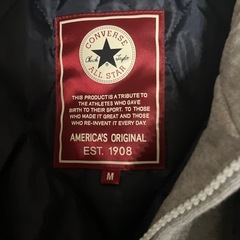 CONVERSE
Chuck Taylor
ALL STAR
THIS PRODUCT IS A TRIBUTE TO
THE ATHLETES WHO GAVE
BIRTH TO SPORT. TO THOSE
WHO MADE IT GREAT AND THOSE
WHO RE-INVENT IT EVERY DAY.
AMERICA'S ORIGINAL
EST. 1908
M